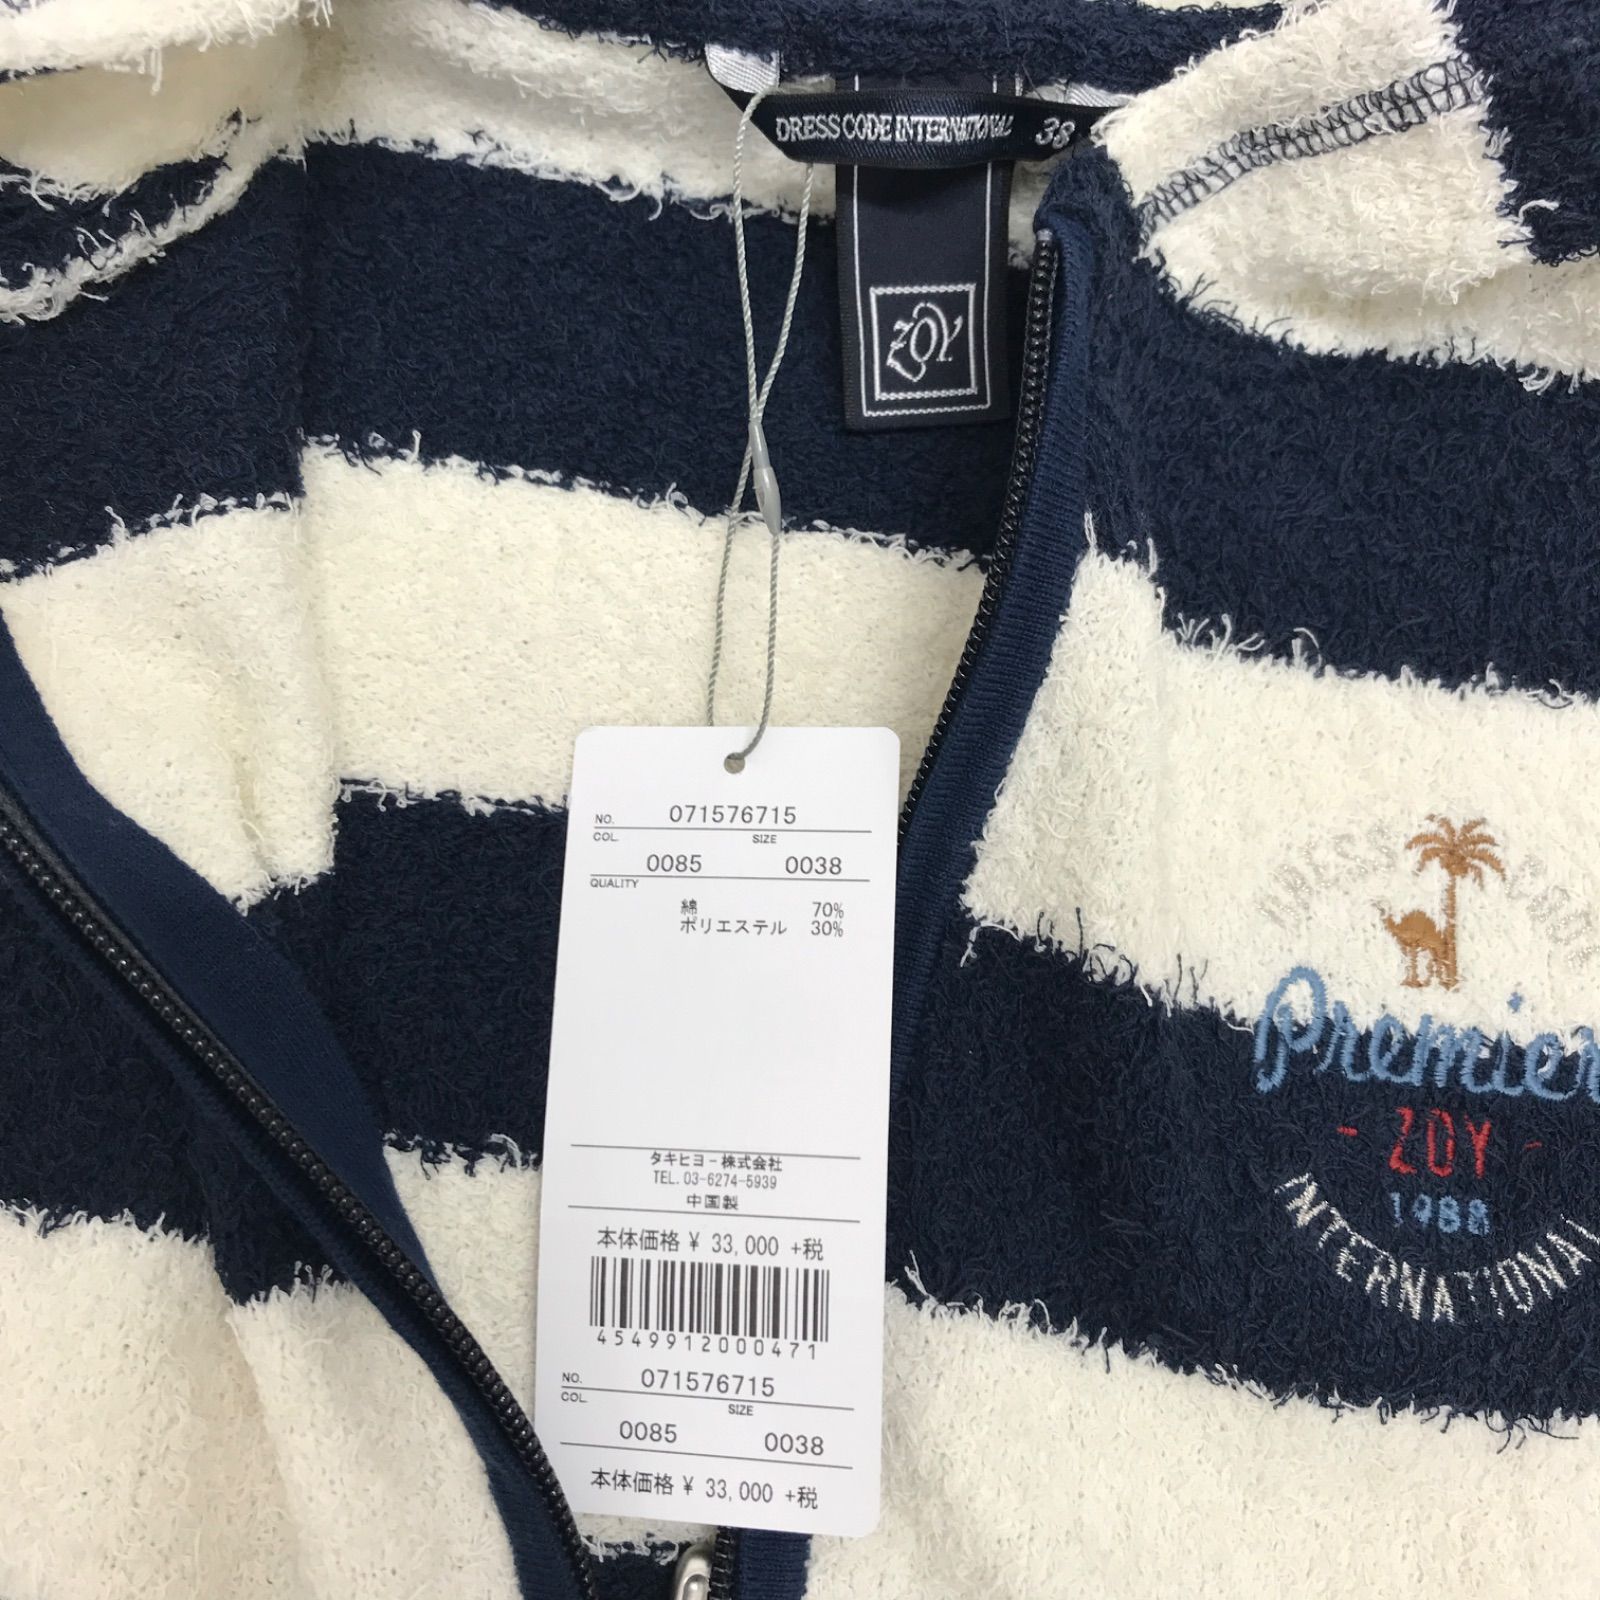 DRESS CODE INTERNATIONAL 38
ZOY
NO. 071576715
COL. SIZE
0085 0038
QUALITY
綿 70%
ポリエステル 30%
タキヒヨー株式会社
TEL. 03-6274-5939
中国製
本体価格 ¥ 33,000 +税
4549912000471
NO. 071576715
COL. SIZE
0085 0038
本体価格 ¥ 33,000 +税
Premier
- ZOY -
1988
INTERNATIONAL